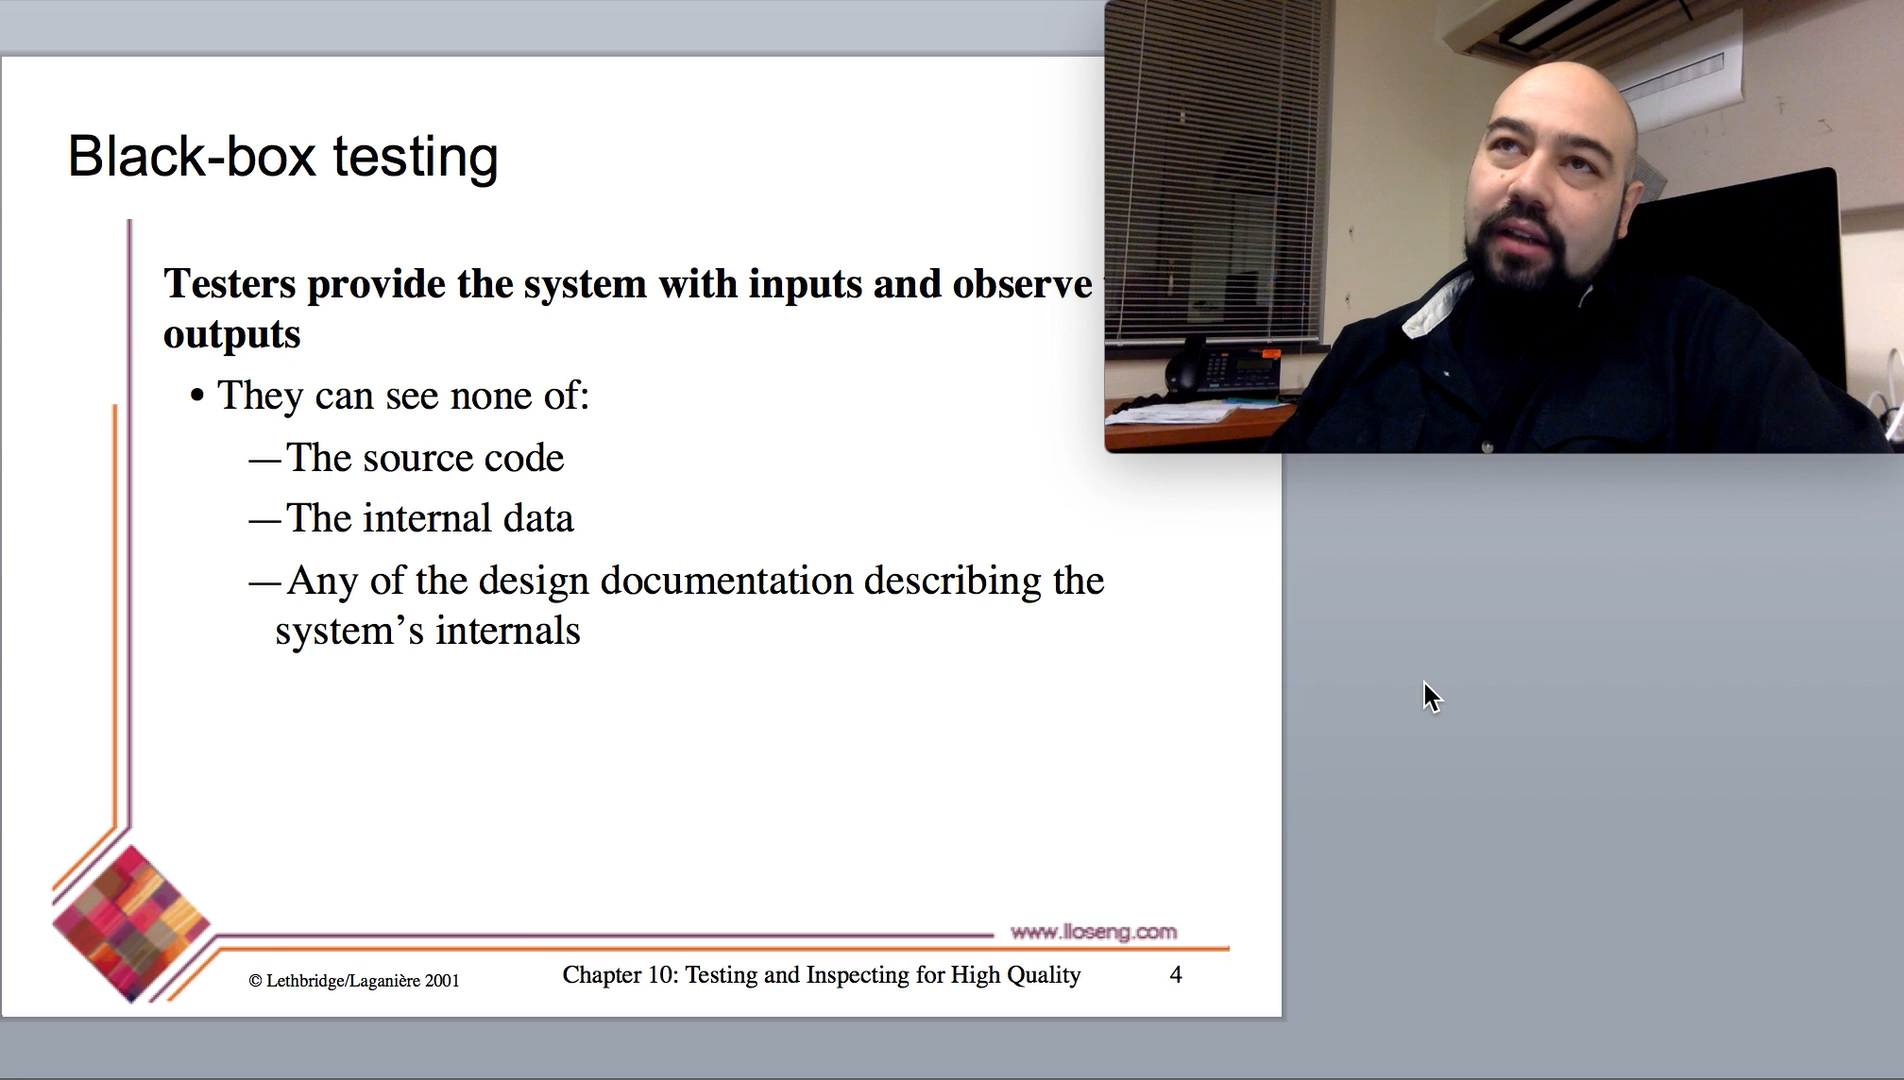 Black-box testing
Testers provide the system with inputs and observe
outputs
• They can see none of:
—The source code
—The internal data
—Any of the design documentation describing the
system’s internals
www.lloseng.com
© Lethbridge/Laganière 2001
Chapter 10: Testing and Inspecting for High Quality
4